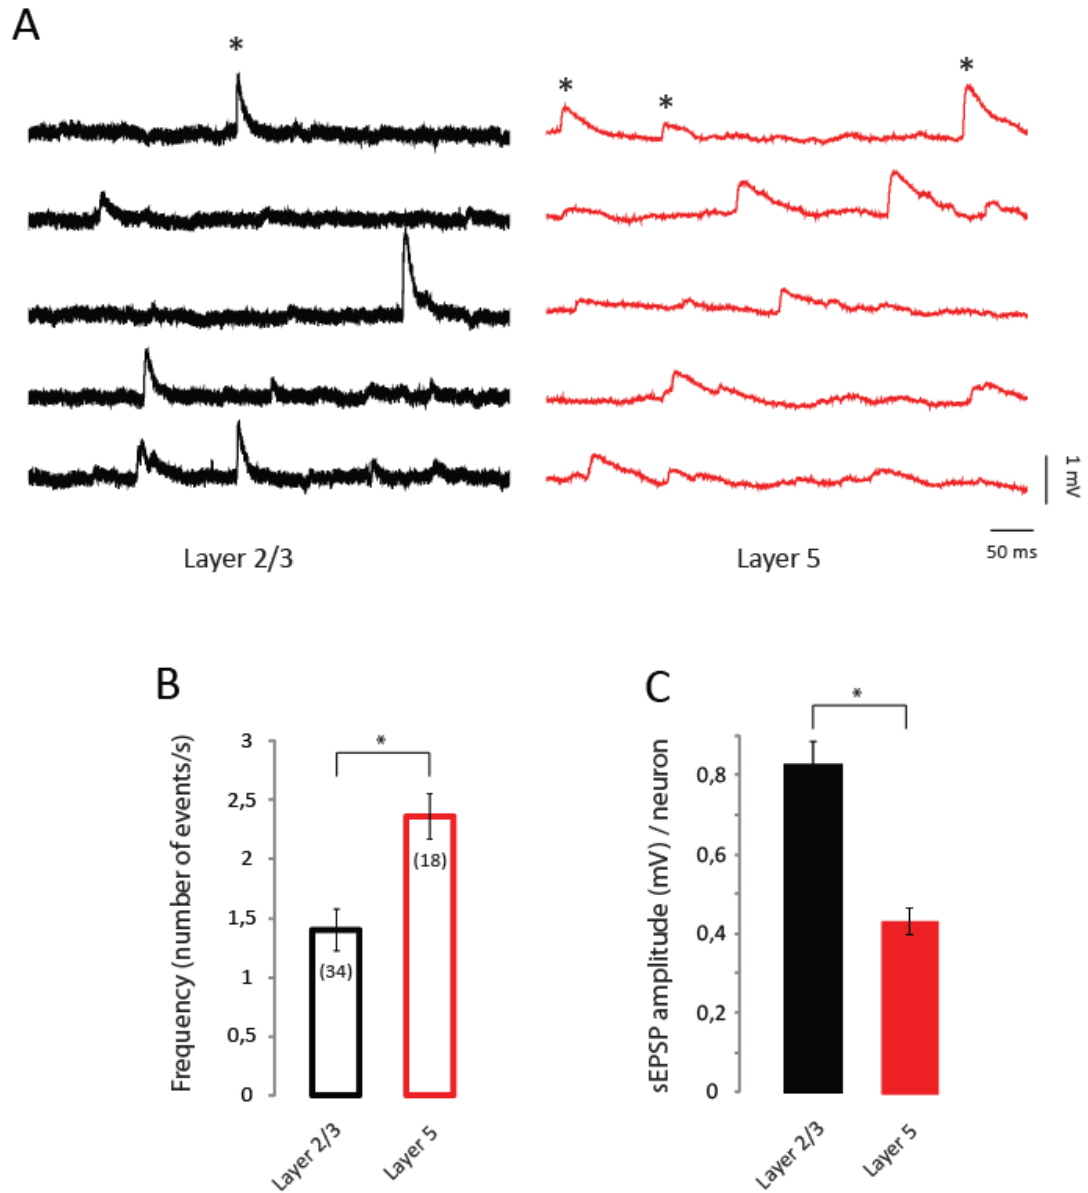 A
*
* * *
1 mV
50 ms
Layer 2/3
Layer 5
B
Frequency (number of events/s)
3
2,5
2
1,5
1
0,5
0
*
(34)
(18)
Layer 2/3
Layer 5
C
sEPSP amplitude (mV) / neuron
0,8
0,6
0,4
0,2
0
*
Layer 2/3
Layer 5